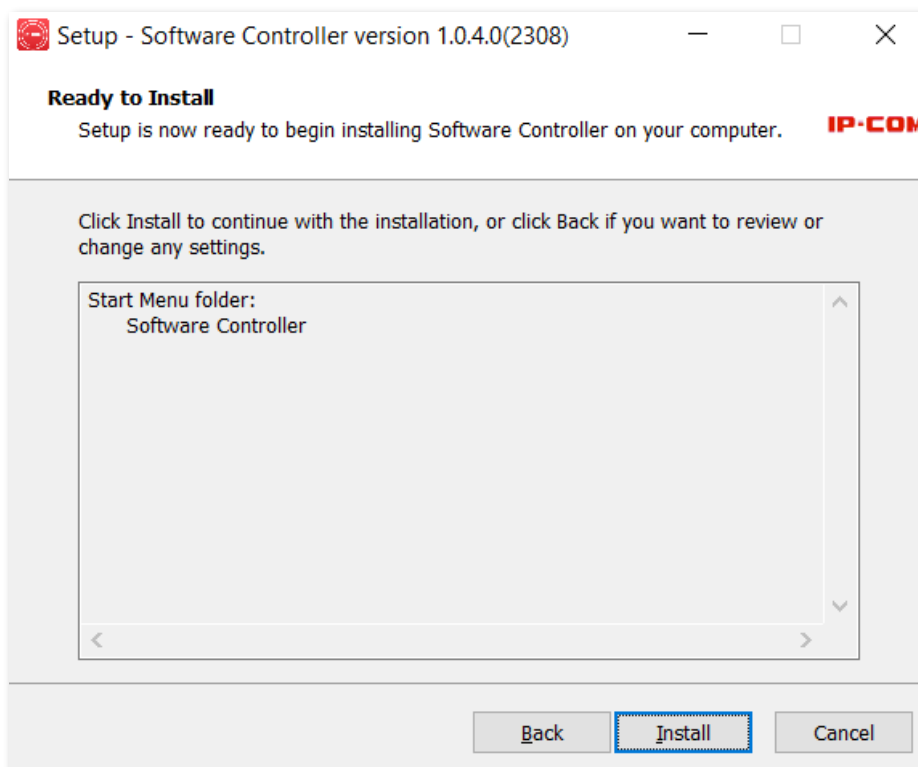 Setup - Software Controller version 1.0.4.0(2308)
Ready to Install
Setup is now ready to begin installing Software Controller on your computer.
IP-COM
Click Install to continue with the installation, or click Back if you want to review or
change any settings.
Start Menu folder:
Software Controller
Back
Install
Cancel